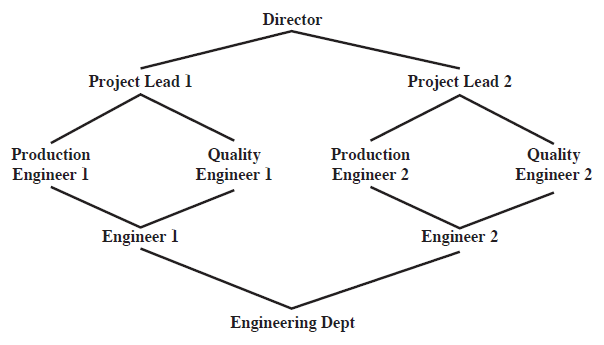 Director
Project Lead 1
Project Lead 2
Production
Engineer 1
Quality
Engineer 1
Production
Engineer 2
Quality
Engineer 2
Engineer 1
Engineer 2
Engineering Dept